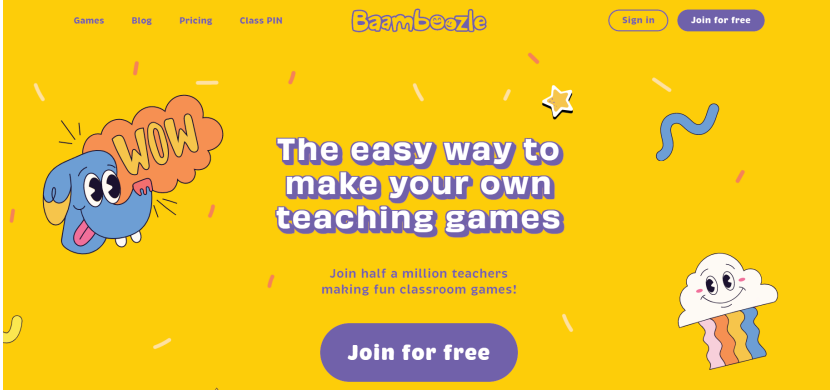 Games Blog Pricing Class PIN Baamboozle Sign in Join for free
WOW
The easy way to
make your own
teaching games
Join half a million teachers
making fun classroom games!
Join for free